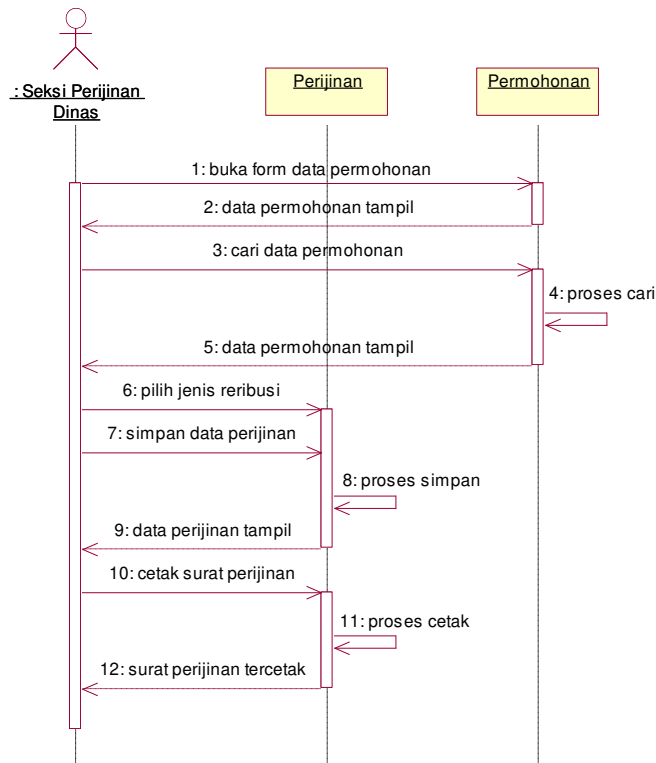 : Seksi Perijinan
Dinas
Perijinan
Permohonan
1: buka form data permohonan
2: data permohonan tampil
3: cari data permohonan
4: proses cari
5: data permohonan tampil
6: pilih jenis reribusi
7: simpan data perijinan
8: proses simpan
9: data perijinan tampil
10: cetak surat perijinan
11: proses cetak
12: surat perijinan tercetak